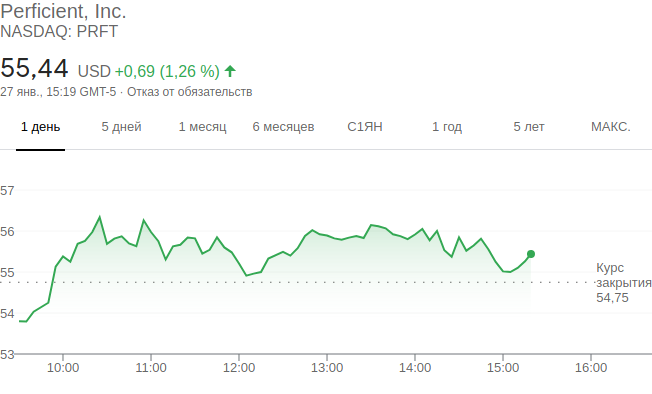 Perficient, Inc.
NASDAQ: PRFT
55,44 USD +0,69 (1,26 %)
27 янв., 15:19 GMT-5 · Отказ от обязательств
1 день 5 дней 1 месяц 6 месяцев С1ЯН 1 год 5 лет МАКС.
57
56
55
Курс
закрытия
54,75
54
53
10:00 11:00 12:00 13:00 14:00 15:00 16:00